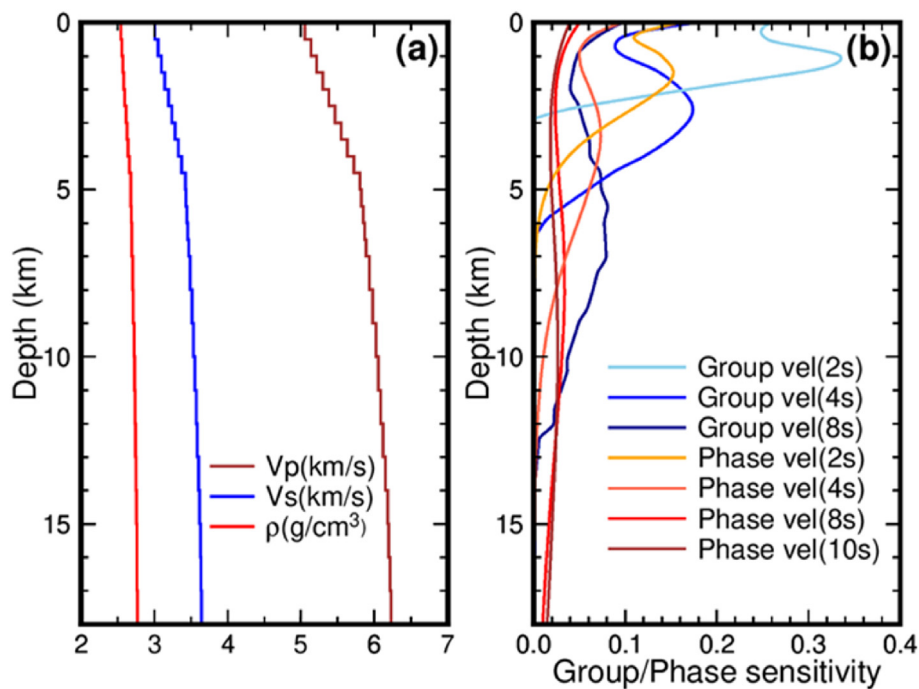 (a)
Depth (km)
0
5
10
15
Vp(km/s)
Vs(km/s)
ρ(g/cm³)
2 3 4 5 6 7
(b)
Depth (km)
0
5
10
15
Group vel(2s)
Group vel(4s)
Group vel(8s)
Phase vel(2s)
Phase vel(4s)
Phase vel(8s)
Phase vel(10s)
0.0 0.1 0.2 0.3 0.4
Group/Phase sensitivity